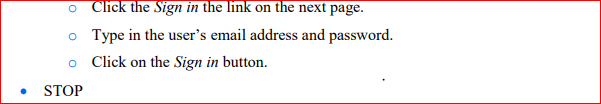 Click the Sign in the link on the next page.
Type in the user's email address and password.
Click on the Sign in button.
STOP